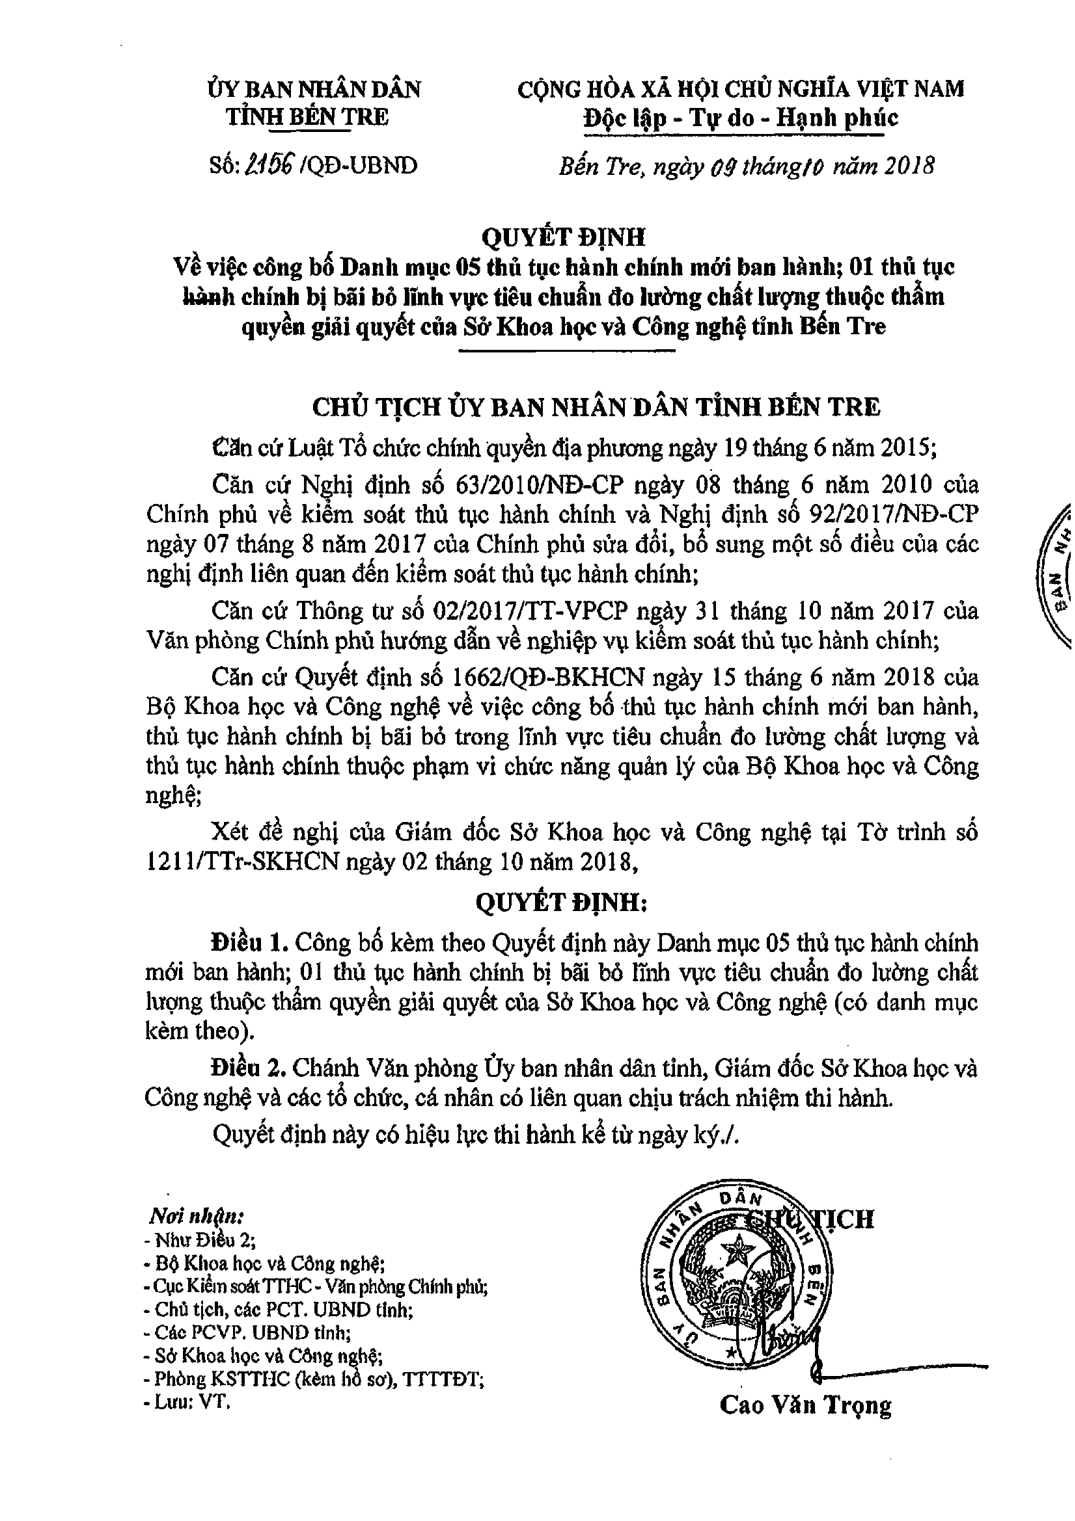 ỦY BAN NHÂN DÂN
TỈNH BẾN TRE
Số: 2156 /QĐ-UBND
CỘNG HÒA XÃ HỘI CHỦ NGHĨA VIỆT NAM
Độc lập - Tự do - Hạnh phúc
Bến Tre, ngày 09 tháng 10 năm 2018
QUYẾT ĐỊNH
Về việc công bố Danh mục 05 thủ tục hành chính mới ban hành; 01 thủ tục
hành chính bị bãi bỏ lĩnh vực tiêu chuẩn đo lường chất lượng thuộc thẩm
quyền giải quyết của Sở Khoa học và Công nghệ tỉnh Bến Tre
CHỦ TỊCH ỦY BAN NHÂN DÂN TỈNH BẾN TRE
Căn cứ Luật Tổ chức chính quyền địa phương ngày 19 tháng 6 năm 2015;
Căn cứ Nghị định số 63/2010/NĐ-CP ngày 08 tháng 6 năm 2010 của
Chính phủ về kiểm soát thủ tục hành chính và Nghị định số 92/2017/NĐ-CP
ngày 07 tháng 8 năm 2017 của Chính phủ sửa đổi, bổ sung một số điều của các
nghị định liên quan đến kiểm soát thủ tục hành chính;
Căn cứ Thông tư số 02/2017/TT-VPCP ngày 31 tháng 10 năm 2017 của
Văn phòng Chính phủ hướng dẫn về nghiệp vụ kiểm soát thủ tục hành chính;
Căn cứ Quyết định số 1662/QĐ-BKHCN ngày 15 tháng 6 năm 2018 của
Bộ Khoa học và Công nghệ về việc công bố thủ tục hành chính mới ban hành,
thủ tục hành chính bị bãi bỏ trong lĩnh vực tiêu chuẩn đo lường chất lượng và
thủ tục hành chính thuộc phạm vi chức năng quản lý của Bộ Khoa học và Công
nghệ;
Xét đề nghị của Giám đốc Sở Khoa học và Công nghệ tại Tờ trình số
1211/TTr-SKHCN ngày 02 tháng 10 năm 2018,
QUYẾT ĐỊNH:
Điều 1. Công bố kèm theo Quyết định này Danh mục 05 thủ tục hành chính
mới ban hành; 01 thủ tục hành chính bị bãi bỏ lĩnh vực tiêu chuẩn đo lường chất
lượng thuộc thẩm quyền giải quyết của Sở Khoa học và Công nghệ (có danh mục
kèm theo).
Điều 2. Chánh Văn phòng Ủy ban nhân dân tỉnh, Giám đốc Sở Khoa học và
Công nghệ và các tổ chức, cá nhân có liên quan chịu trách nhiệm thi hành.
Quyết định này có hiệu lực thi hành kể từ ngày ký./.
Nơi nhận:
- Như Điều 2;
- Bộ Khoa học và Công nghệ;
- Cục Kiểm soát TTHC - Văn phòng Chính phủ;
- Chủ tịch, các PCT. UBND tỉnh;
- Các PCVP. UBND tỉnh;
- Sở Khoa học và Công nghệ;
- Phòng KSTTHC (kèm hồ sơ), TTTTĐT;
- Lưu: VT.
CHỦ TỊCH
ỦY BAN NHÂN DÂN TỈNH BẾN TRE
Cao Văn Trọng
BAN NH